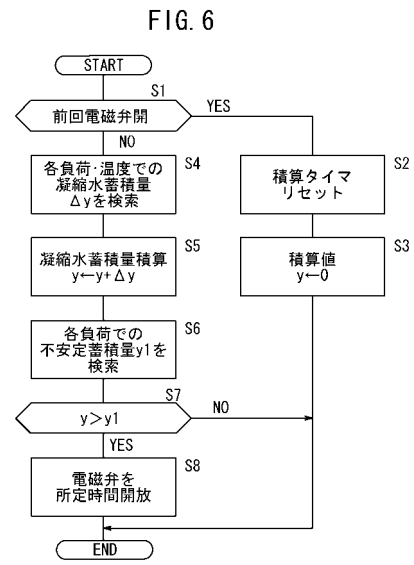 FIG. 6
START
S1
前回電磁弁開
YES
NO
S4
各負荷・温度での
凝縮水蓄積量
Δyを検索
S2
積算タイマ
リセット
S5
凝縮水蓄積量積算
y←y+Δy
S3
積算値
y←0
S6
各負荷での
不安定蓄積量y1を
検索
S7
y>y1
NO
YES
S8
電磁弁を
所定時間開放
END